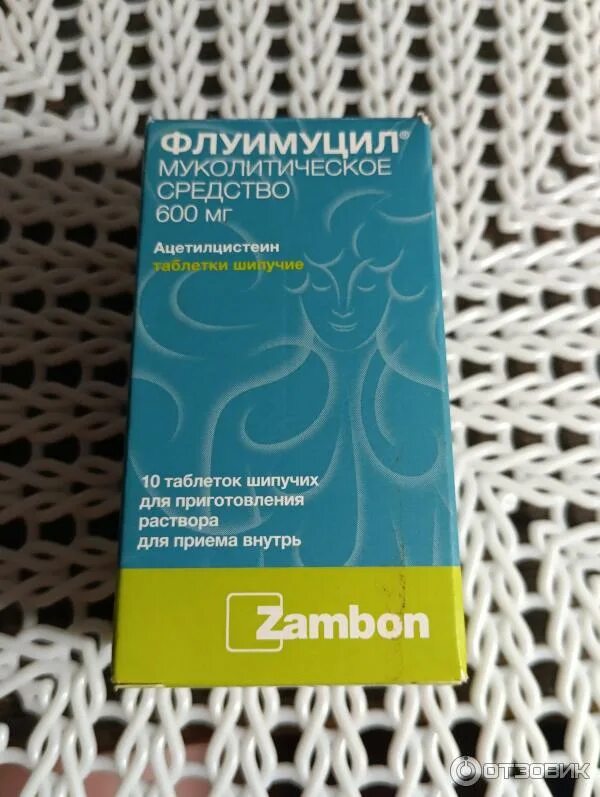 ФЛУИМУЦИЛ®
МУКОЛИТИЧЕСКОЕ
СРЕДСТВО
600 мг
Ацетилцистеин
таблетки шипучие
10 таблеток шипучих
для приготовления
раствора
для приема внутрь
Zambon
ОТЗОВИК